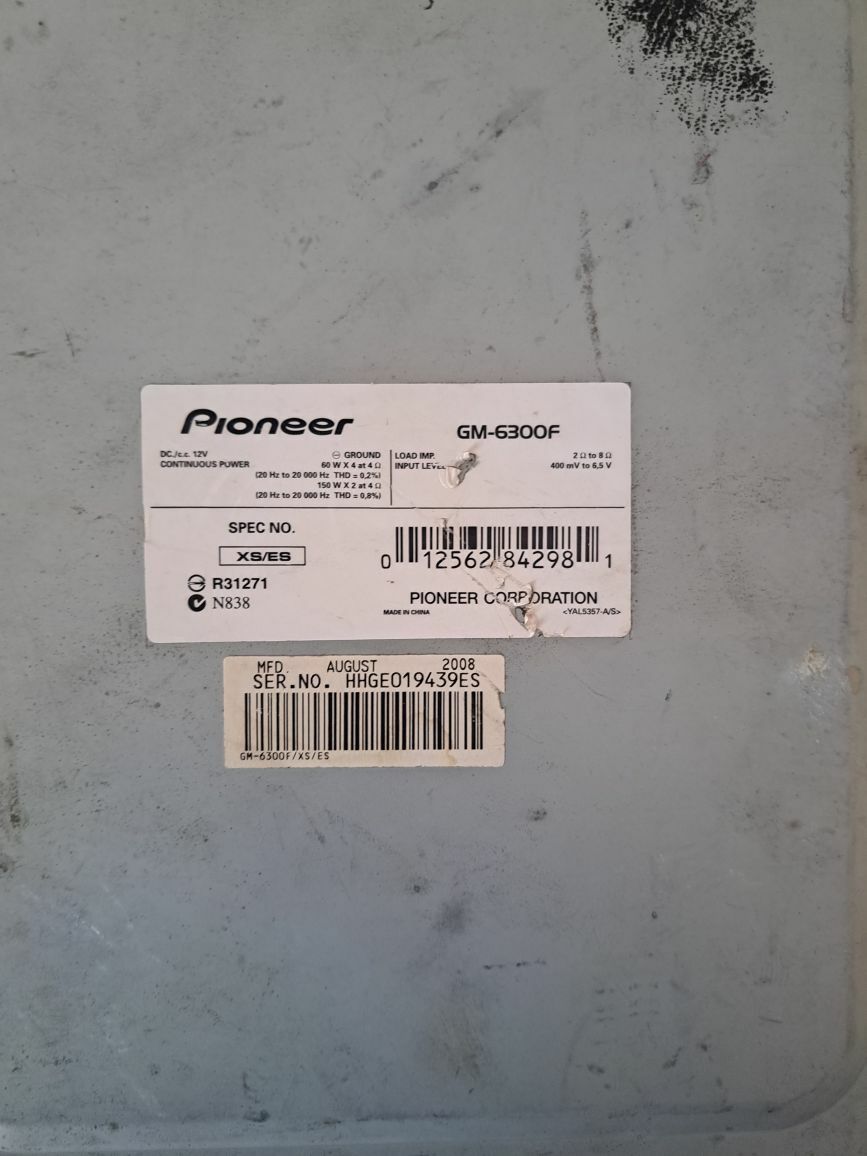 Pioneer
GM-6300F
DC./c.c. 12V
⊖ GROUND
CONTINUOUS POWER
60 W X 4 at 4 Ω
(20 Hz to 20 000 Hz THD = 0,2%)
150 W X 2 at 4 Ω
(20 Hz to 20 000 Hz THD = 0,8%)
LOAD IMP.
2 Ω to 8 Ω
INPUT LEVEL
400 mV to 6,5 V
SPEC NO.
XS/ES
R31271
N838
0 12562 84298 1
PIONEER CORPORATION
MADE IN CHINA
<YAL5357-A/S>
MFD. AUGUST 2008
SER.NO. HHGE019439ES
GM-6300F/XS/ES